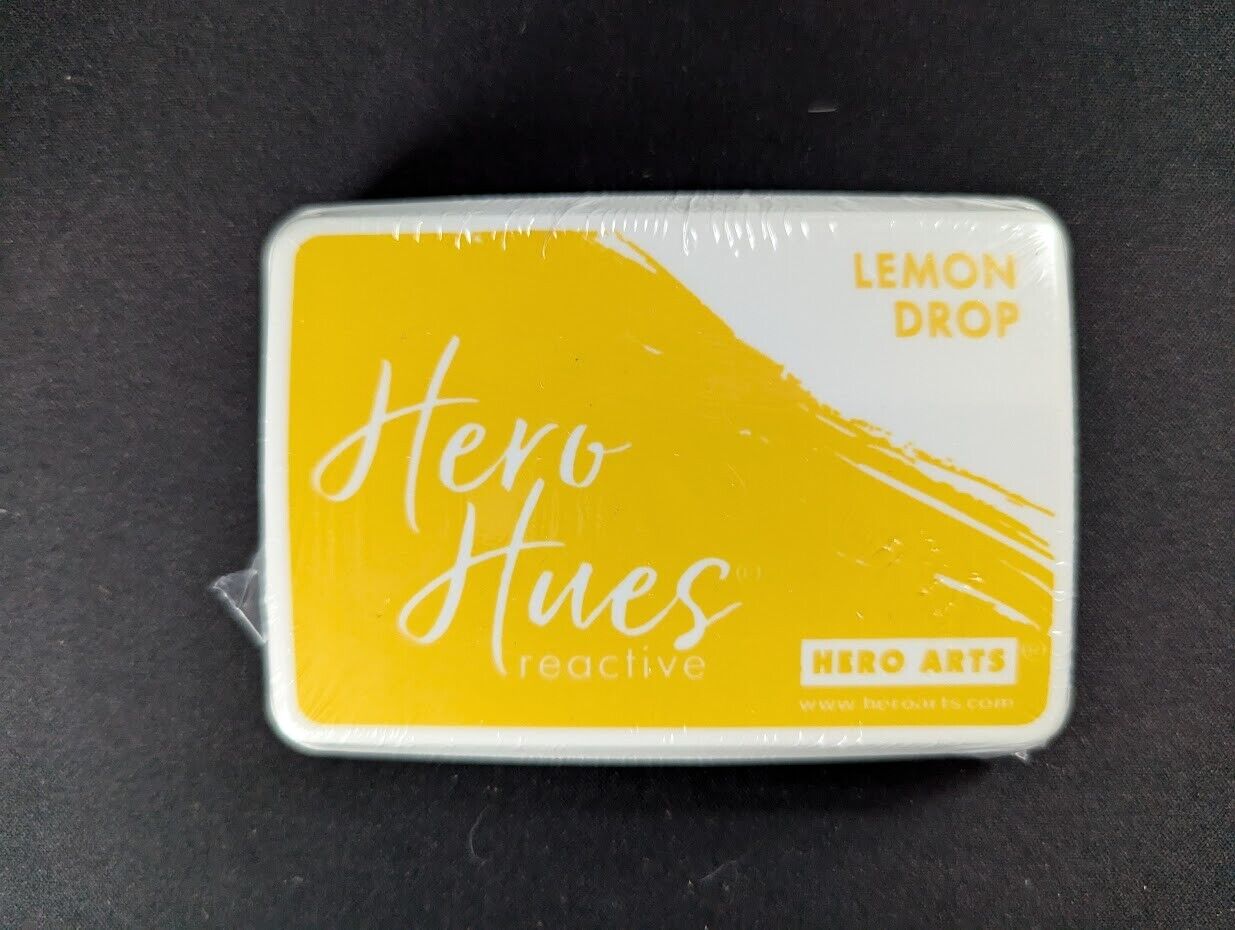 LEMON
DROP
Hero
Hues
reactive
HERO ARTS
www.heroarts.com